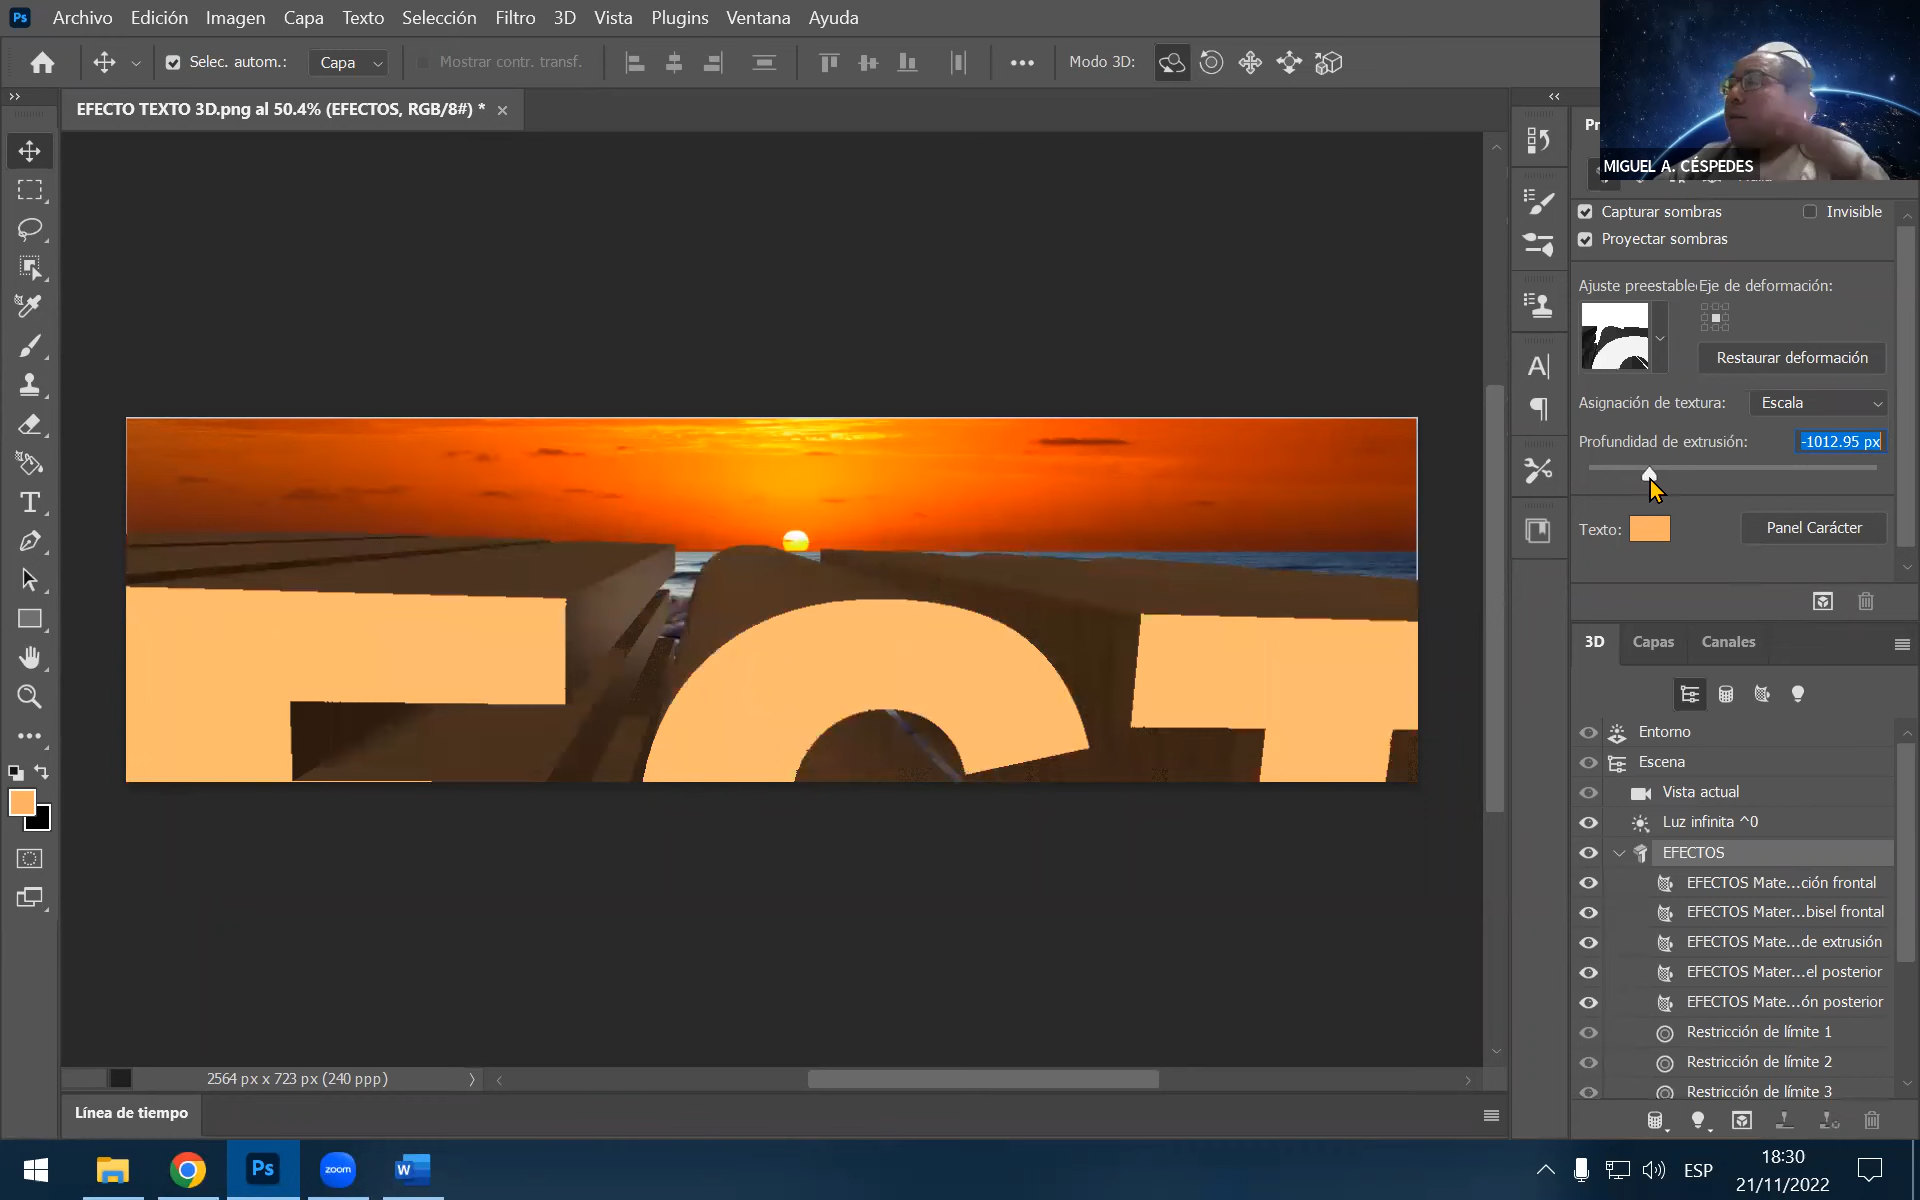 Ps Archivo Edición Imagen Capa Texto Selección Filtro 3D Vista Plugins Ventana Ayuda
Selec. autom.: Capa Mostrar contr. transf. Modo 3D:
EFECTO TEXTO 3D.png al 50.4% (EFECTOS, RGB/8#) *
MIGUEL A. CÉSPEDES
Capturar sombras Invisible
Proyectar sombras
Ajuste preestable Eje de deformación:
Restaurar deformación
Asignación de textura: Escala
Profundidad de extrusión: -1012.95 px
Texto: Panel Carácter
ECT
3D Capas Canales
Entorno
Escena
Vista actual
Luz infinita ^0
EFECTOS
EFECTOS Mate...ción frontal
EFECTOS Mater...bisel frontal
EFECTOS Mate...de extrusión
EFECTOS Mater...el posterior
EFECTOS Mate...ón posterior
Restricción de límite 1
Restricción de límite 2
Restricción de límite 3
2564 px x 723 px (240 ppp)
Línea de tiempo
Ps zoom W ESP 18:30
21/11/2022